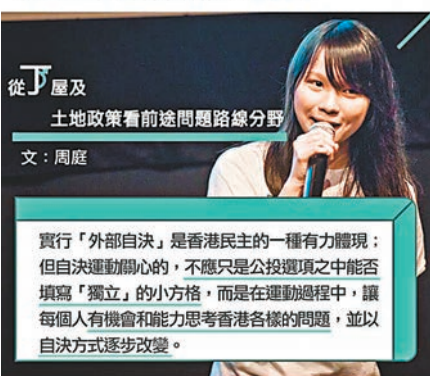 從丁屋及
土地政策看前途問題路線分野
文：周庭
實行「外部自決」是香港民主的一種有力體現；
但自決運動關心的，不應只是公投選項之中能否
填寫「獨立」的小方格，而是在運動過程中，讓
每個人有機會和能力思考香港各樣的問題，並以
自決方式逐步改變。